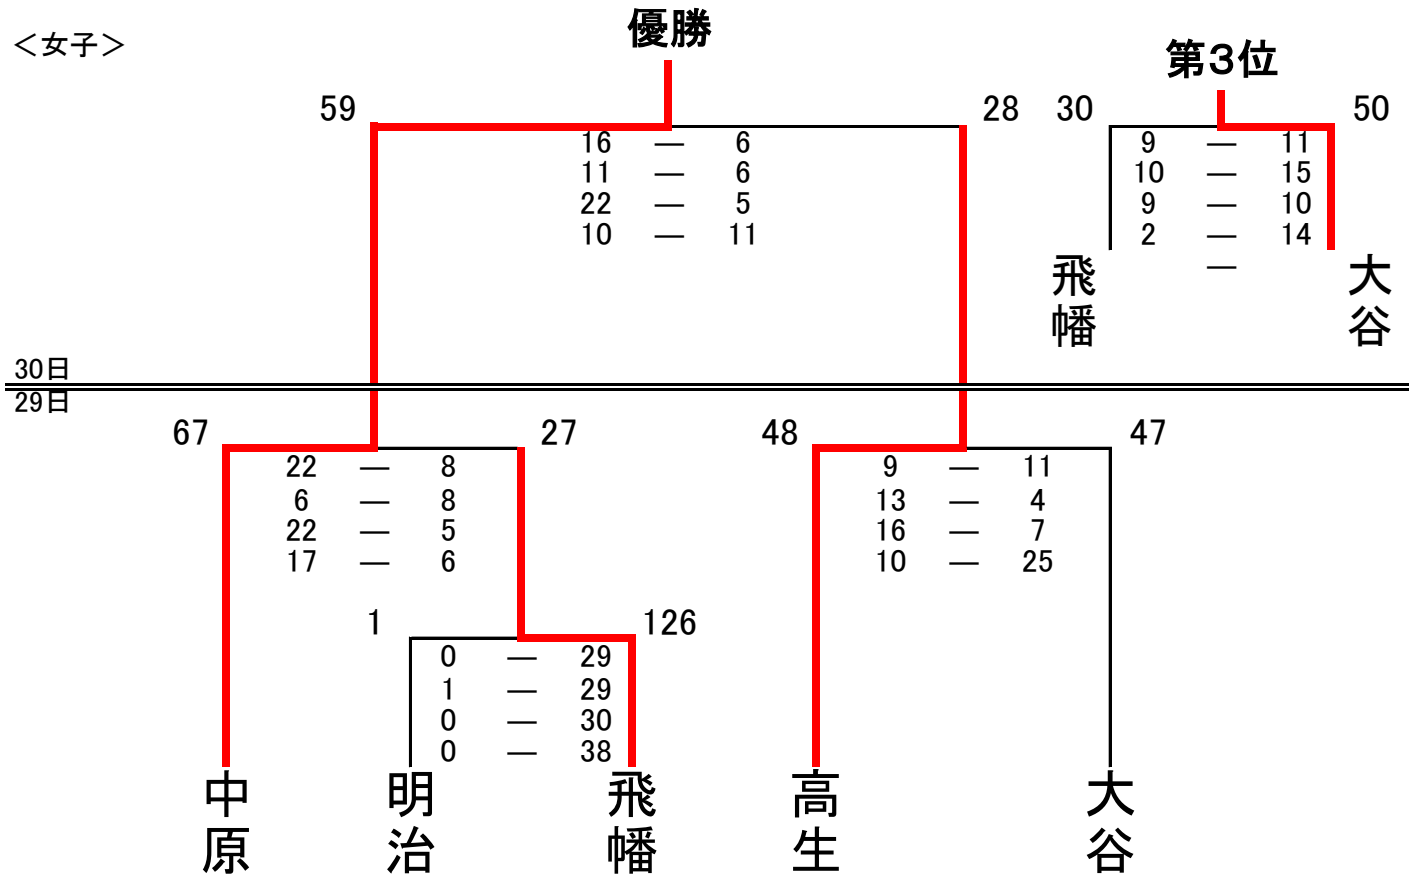 ＜女子＞
優勝
第3位
59 28 30 50
16 ― 6 9 ― 11
11 ― 6 10 ― 15
22 ― 5 9 ― 10
10 ― 11 2 ― 14
―
飛幡 大谷
30日
29日
67 27 48 47
22 ― 8 9 ― 11
6 ― 8 13 ― 4
22 ― 5 16 ― 7
17 ― 6 10 ― 25
1 126
0 ― 29
1 ― 29
0 ― 30
0 ― 38
中原 明治 飛幡 高生 大谷